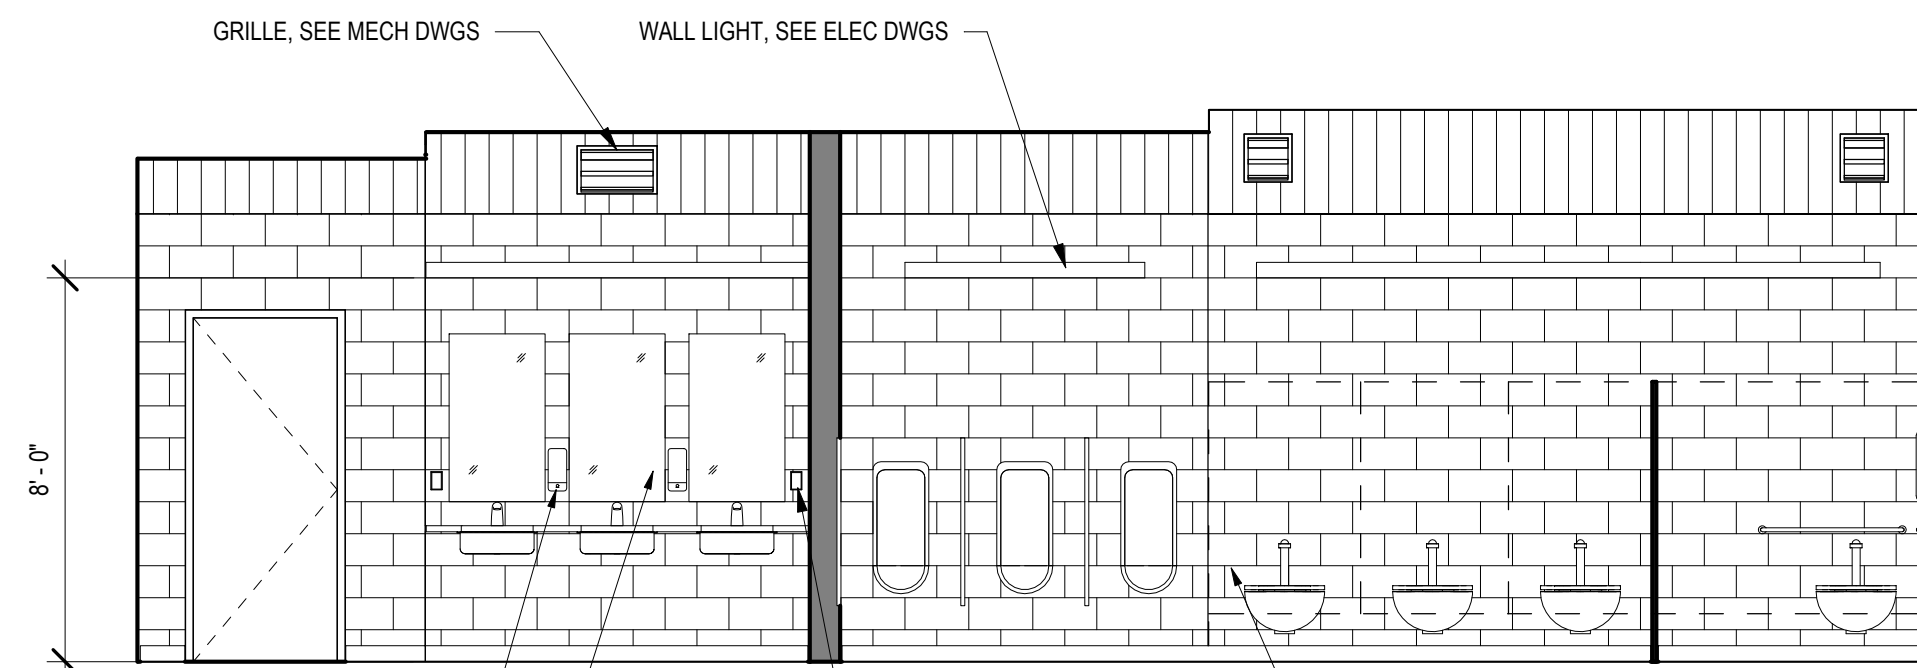 GRILLE, SEE MECH DWGS
WALL LIGHT, SEE ELEC DWGS
8' - 0"